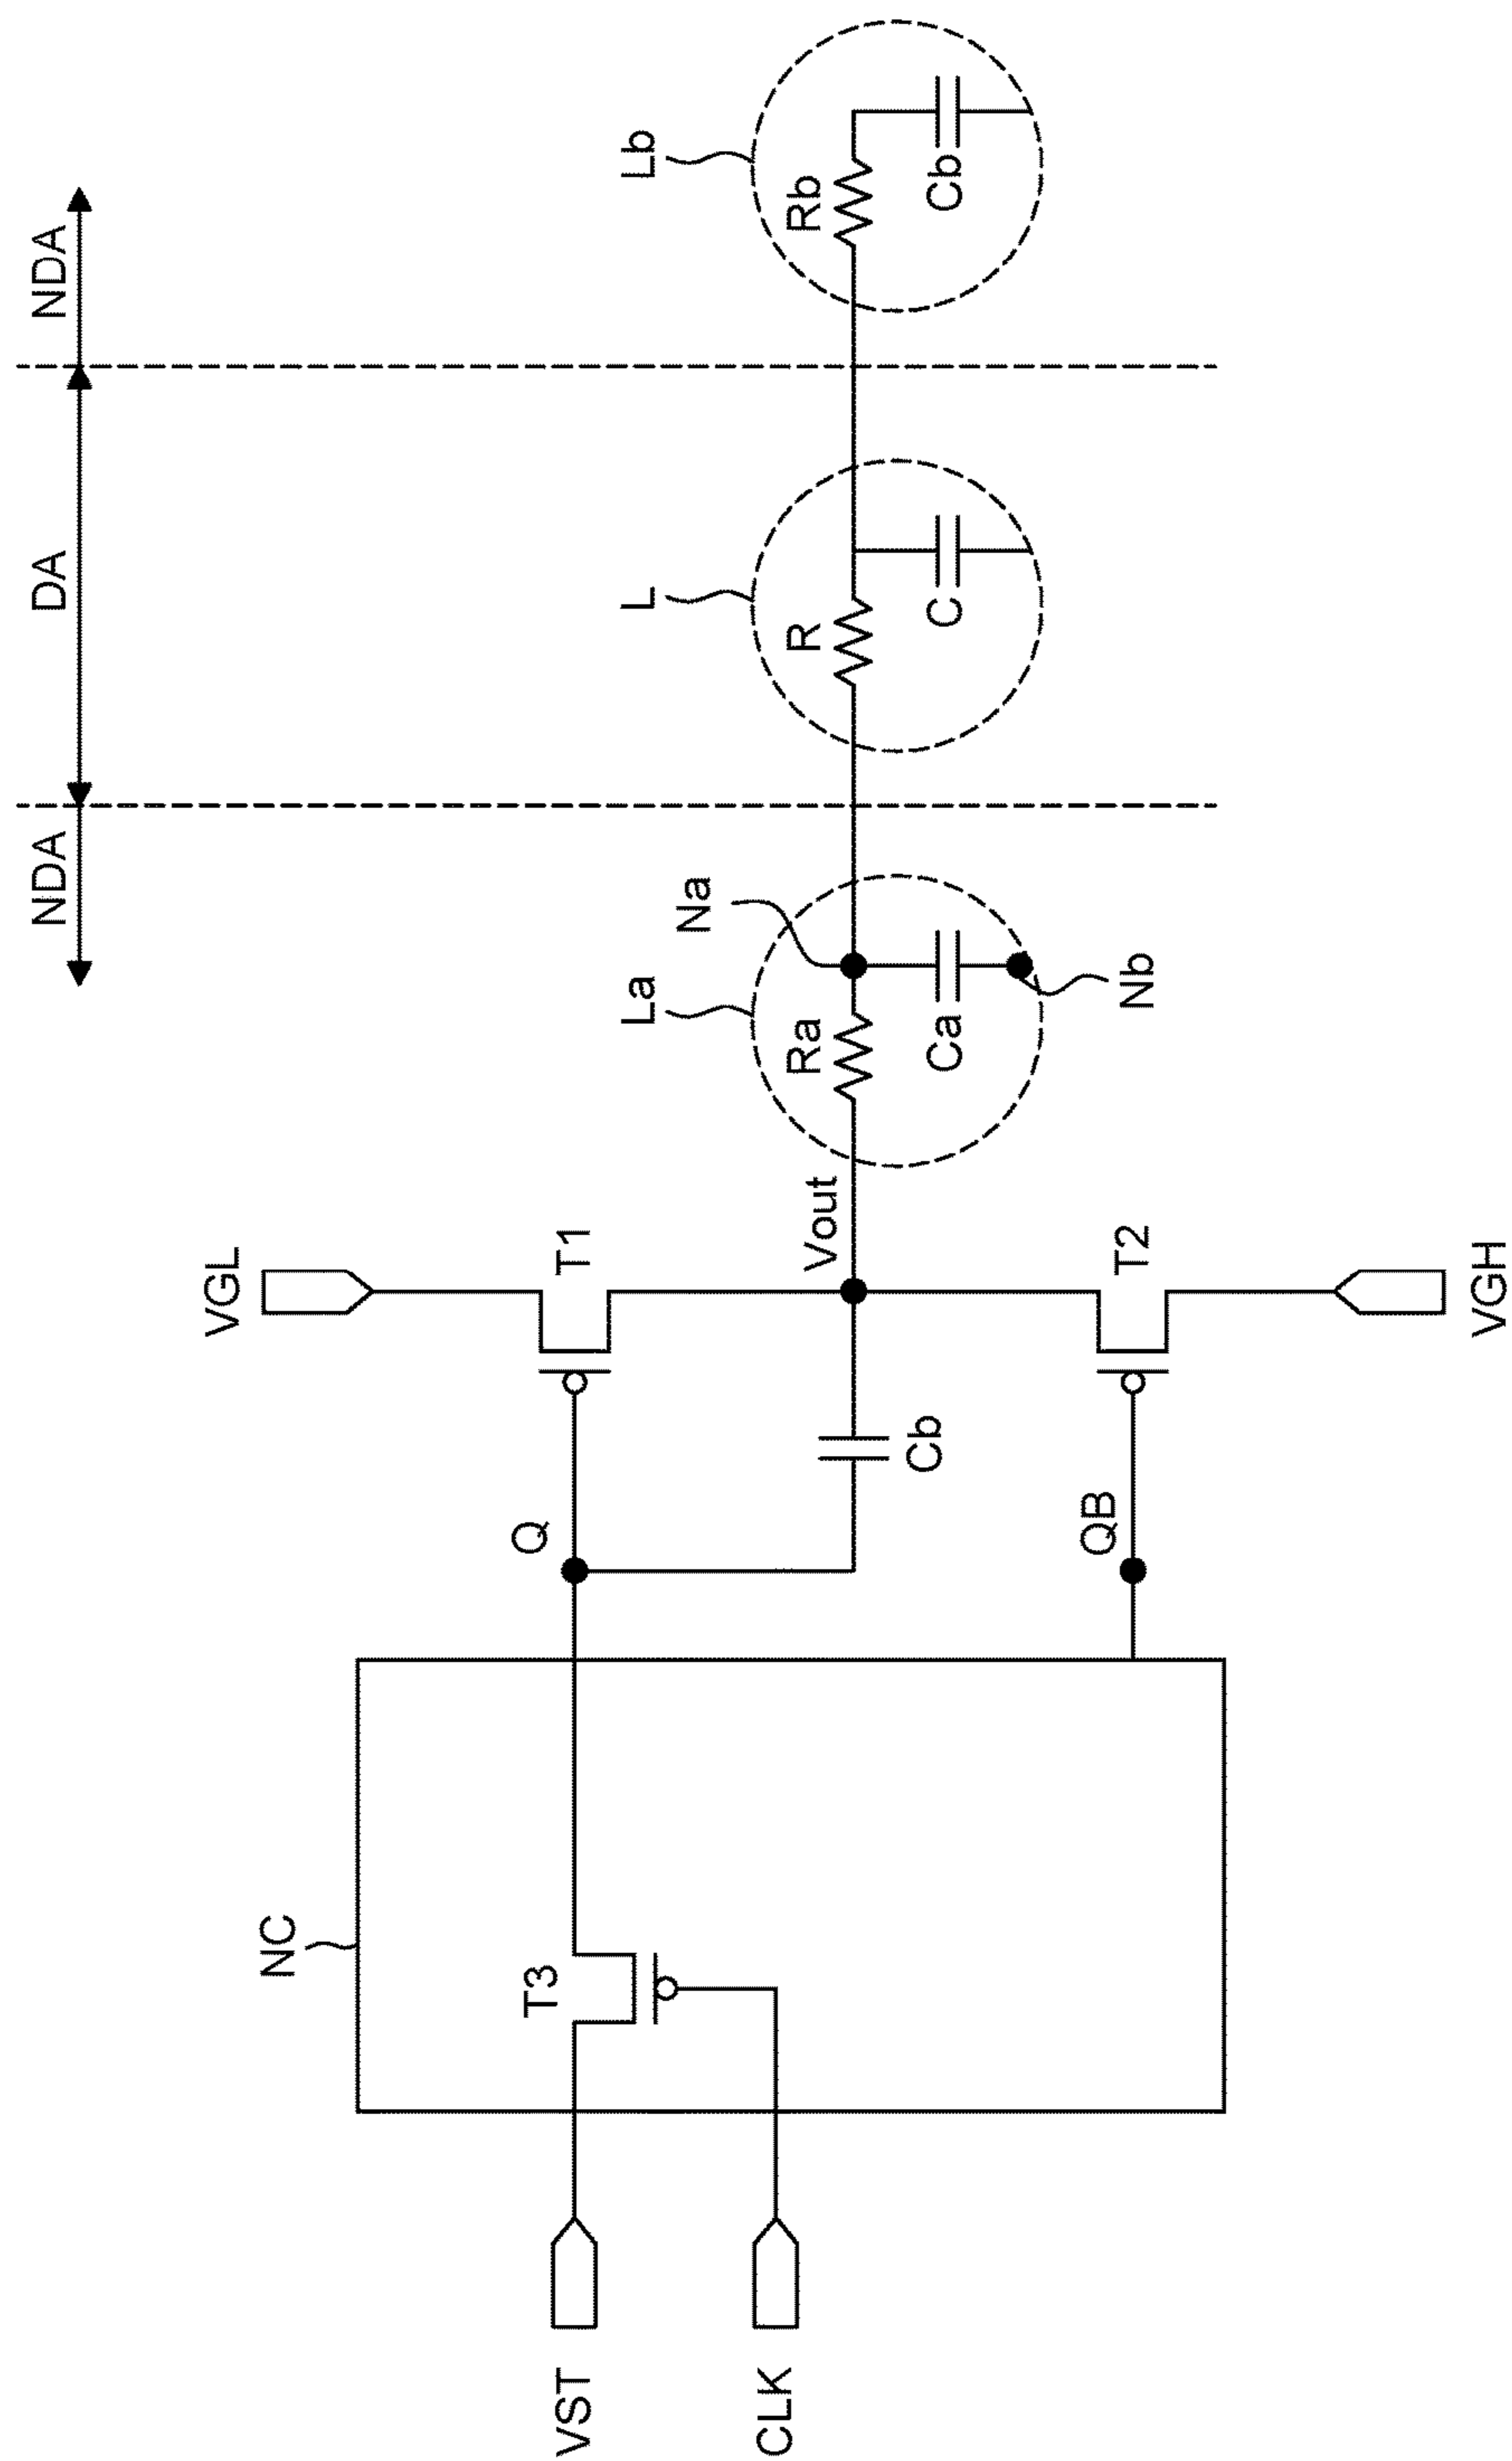 NDA
DA
NDA
VGL
NC
Q
T1
La
Na
L
Lb
VST
T3
Vout
Ra
R
Rb
CLK
Cb
Ca
C
Cb
QB
T2
Nb
VGH